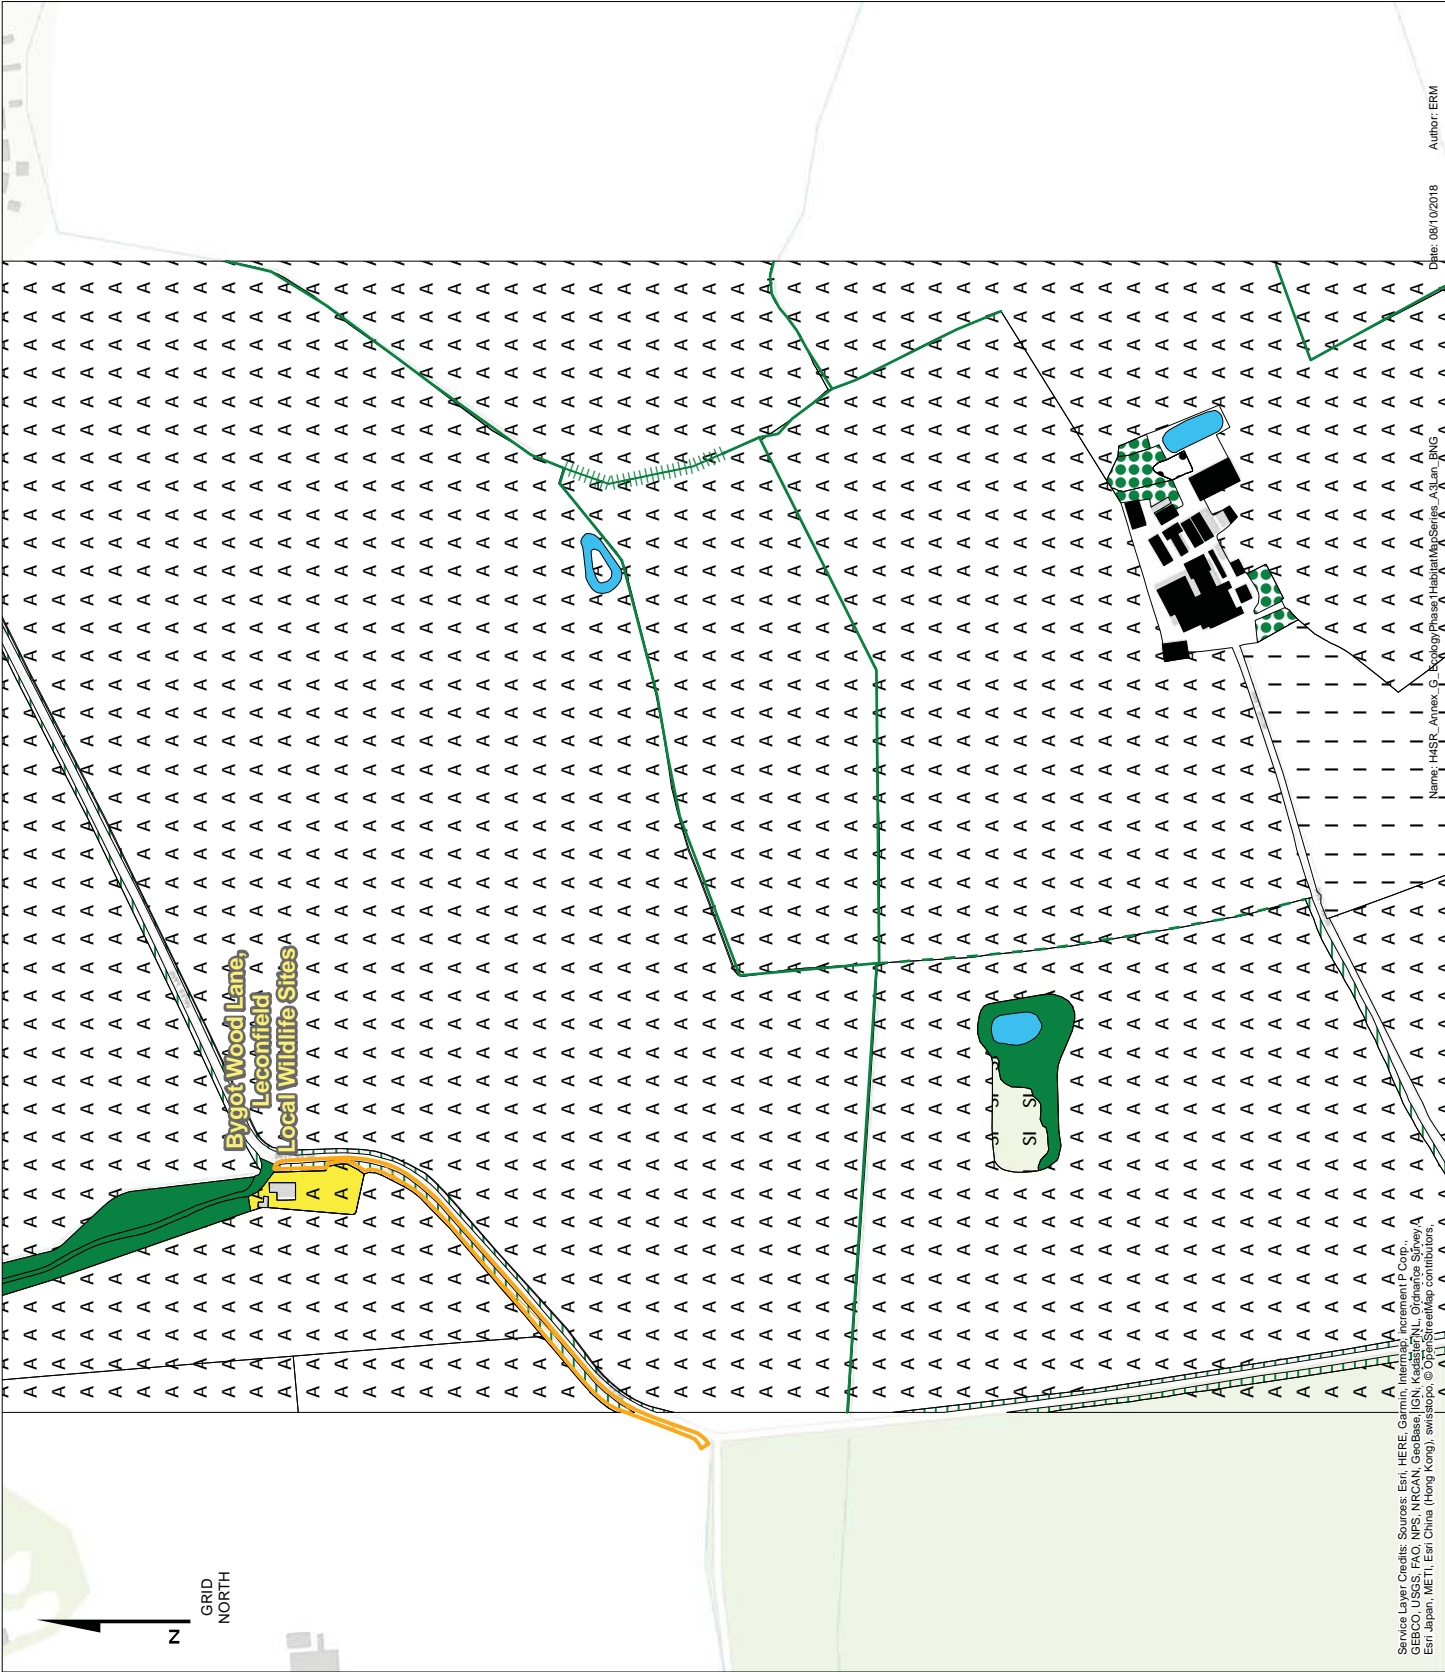 Bygot Wood Lane,
Leconfield
Local Wildlife Sites
SI
SI
SI
SI
GRID
NORTH
N
Service Layer Credits: Sources: Esri, HERE, Garmin, Intermap, increment P Corp.,
GEBCO, USGS, FAO, NPS, NRCAN, GeoBase, IGN, Kadaster NL, Ordnance Survey,
Esri Japan, METI, Esri China (Hong Kong), swisstopo, © OpenStreetMap contributors,
Name: H4SR_Annex_G_EcologyPhase1HabitatMapSeries_A3Lan_BNG
Date: 08/10/2018
Author: ERM